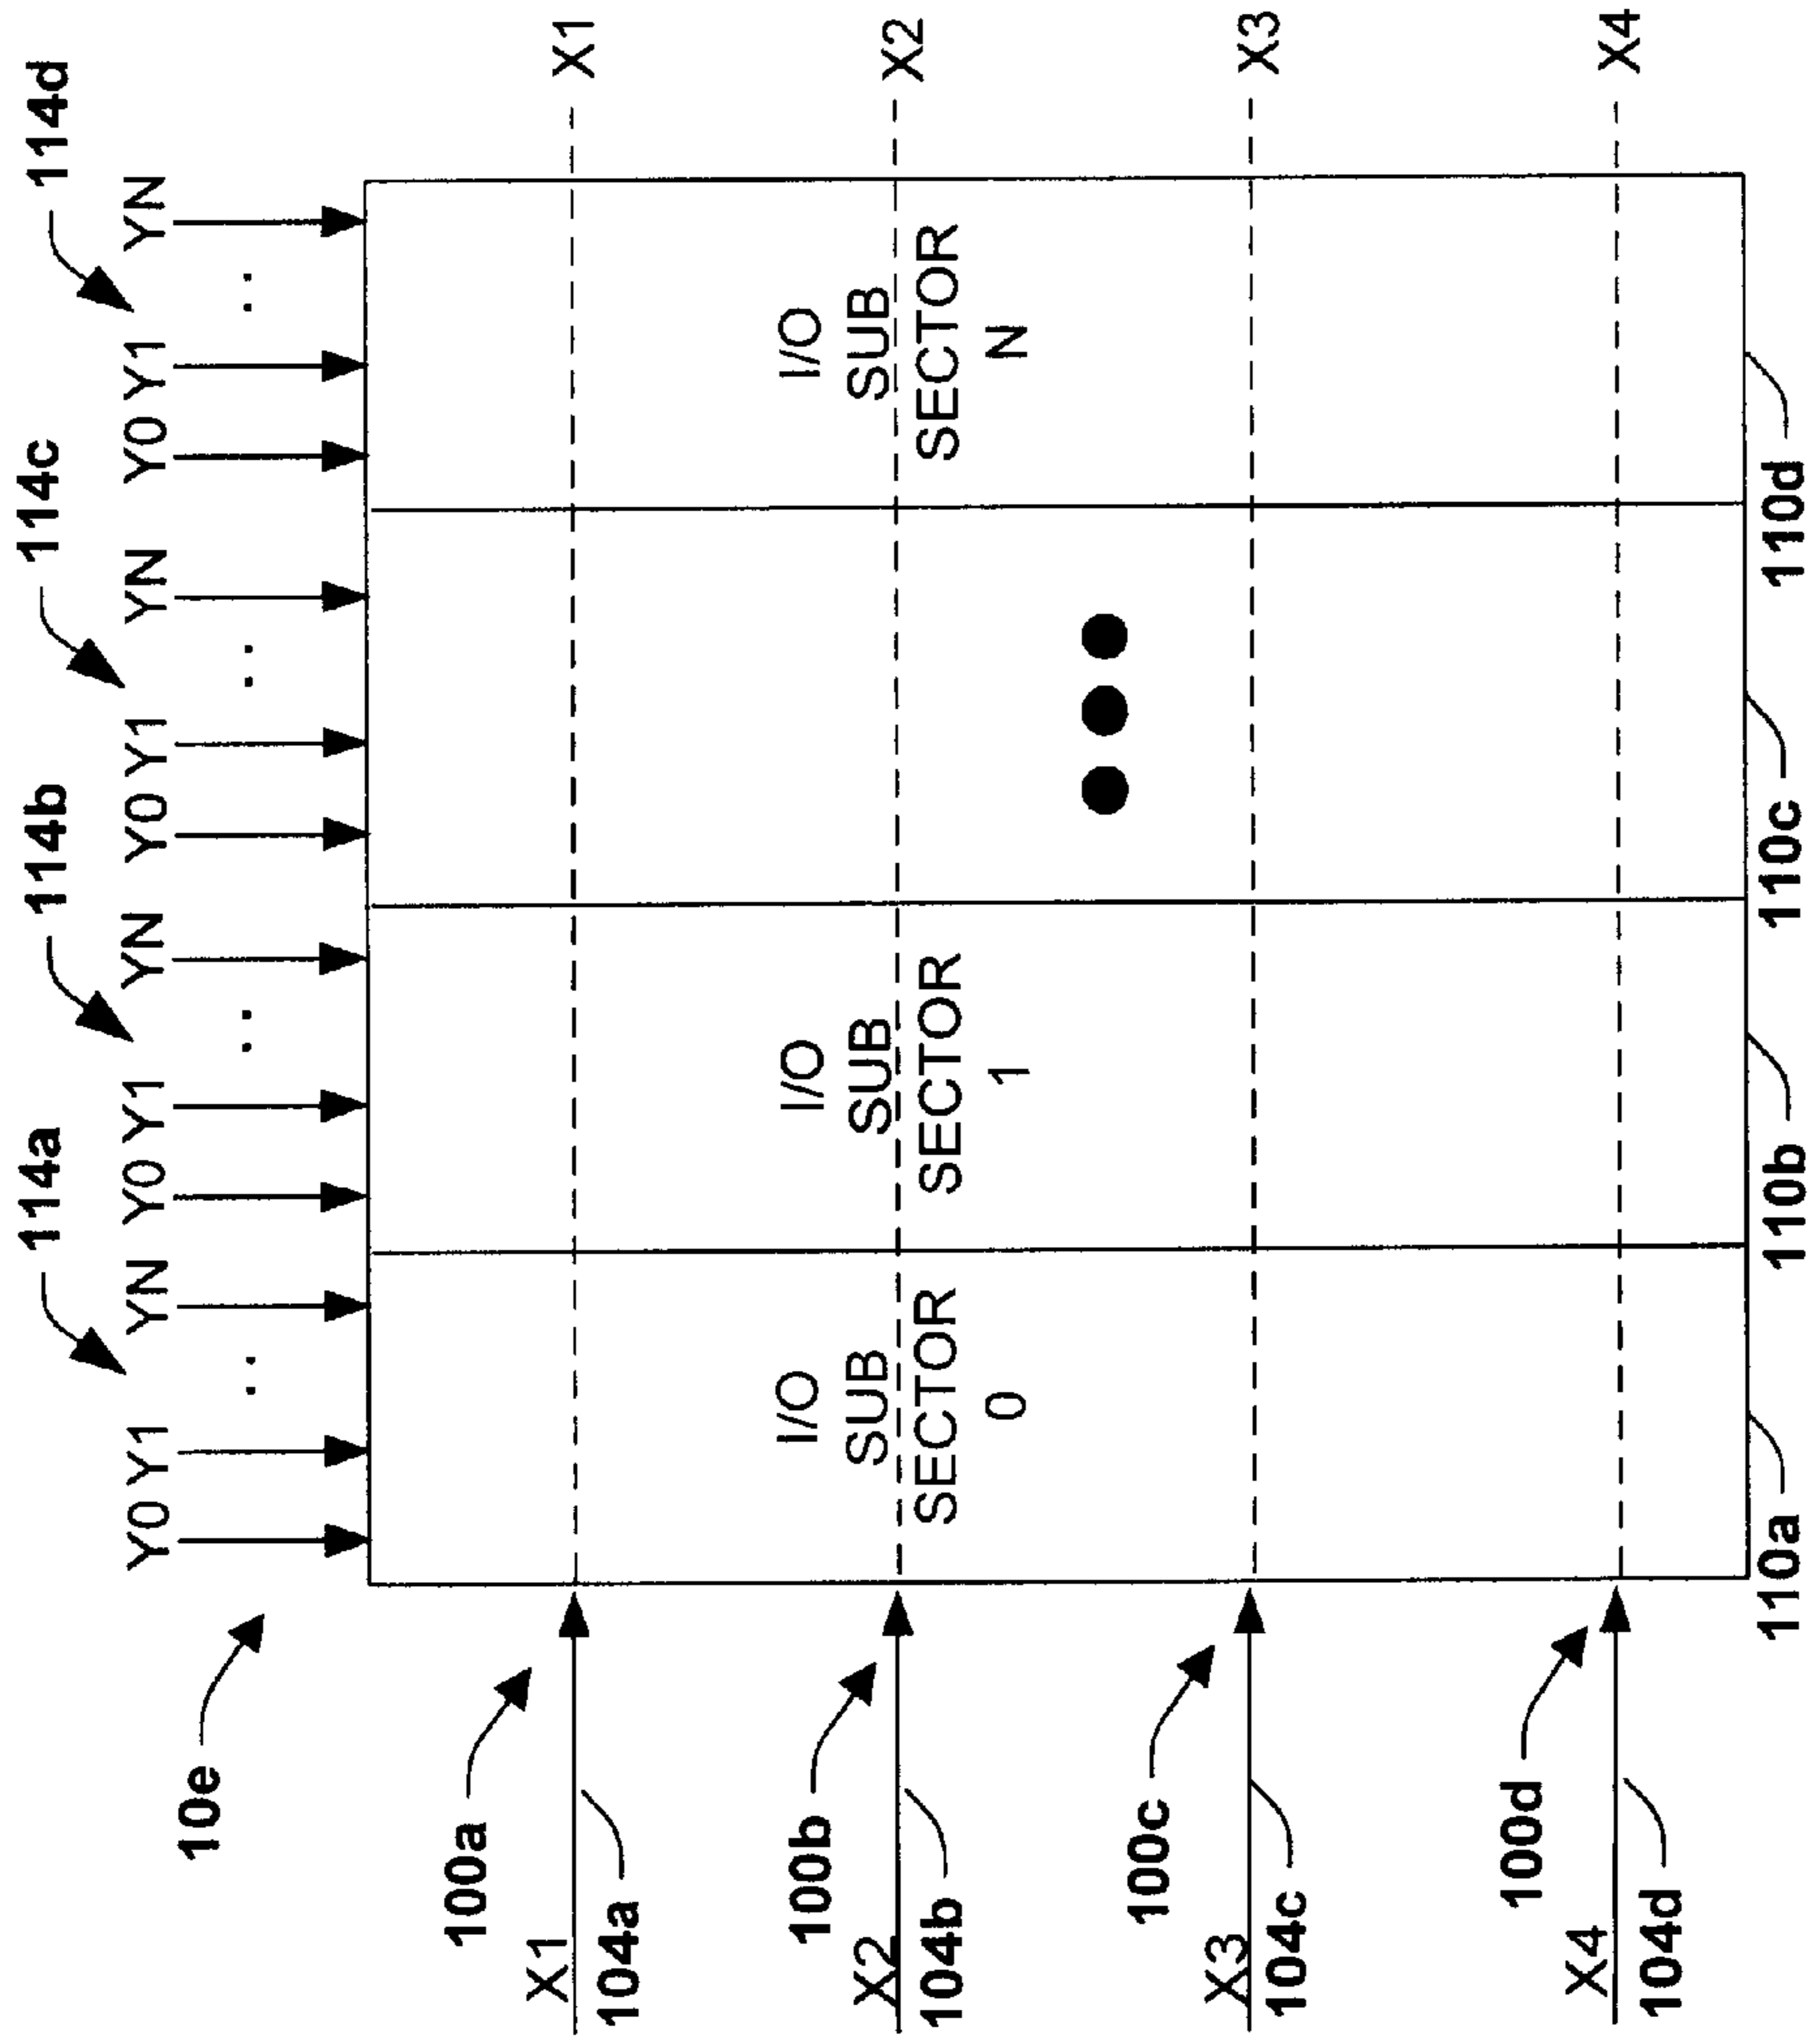 10e
114a
114b
114c
114d
Y0 Y1 .. YN
Y0 Y1 .. YN
Y0 Y1 .. YN
Y0 Y1 .. YN
100a
X1
104a
X1
100b
X2
104b
X2
100c
X3
104c
X3
100d
X4
104d
X4
I/O
SUB
SECTOR
0
I/O
SUB
SECTOR
1
I/O
SUB
SECTOR
N
110a
110b
110c
110d